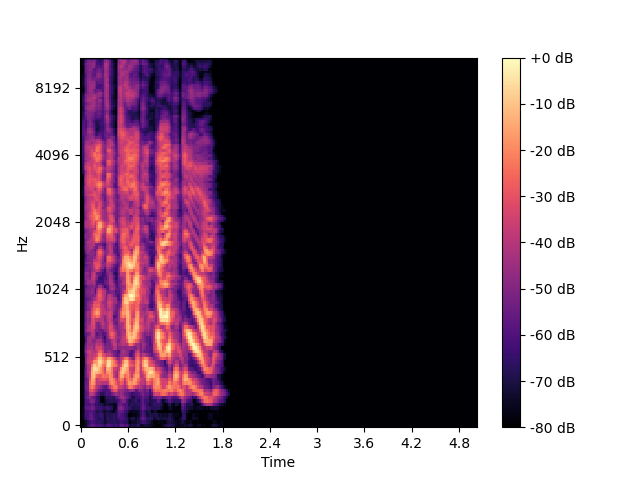 +0 dB
8192
-10 dB
4096
-20 dB
-30 dB
2048
-40 dB
Hz
1024
-50 dB
-60 dB
512
-70 dB
0
-80 dB
0 0.6 1.2 1.8 2.4 3 3.6 4.2 4.8
Time